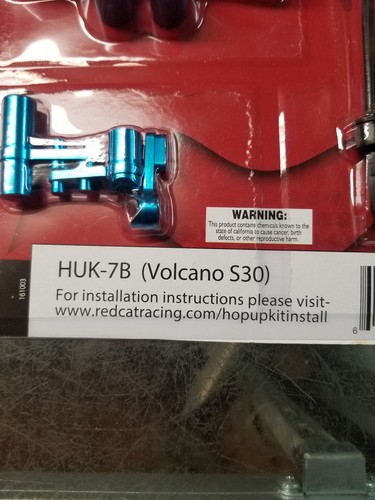 WARNING:
This product contains chemicals known to the
state of california to cause cancer, birth
defects, or other reproductive harm.
HUK-7B (Volcano S30)
For installation instructions please visit-
www.redcatracing.com/hopupkitinstall
161003
6